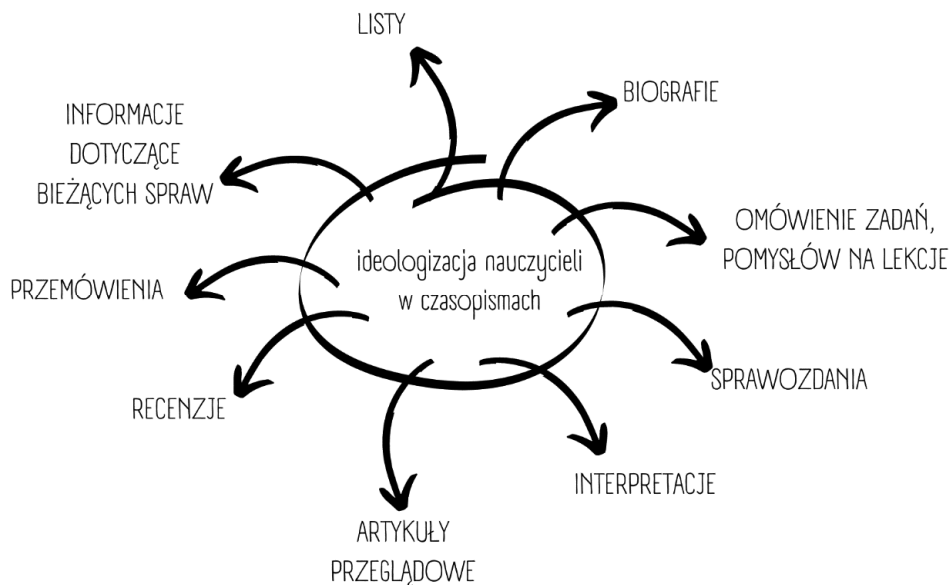 LISTY
BIOGRAFIE
INFORMACJE
DOTYCZĄCE
BIEŻĄCYCH SPRAW
OMÓWIENIE ZADAŃ,
POMYSŁÓW NA LEKCJE
ideologizacja nauczycieli
w czasopismach
PRZEMÓWIENIA
SPRAWOZDANIA
RECENZJE
INTERPRETACJE
ARTYKUŁY
PRZEGLĄDOWE